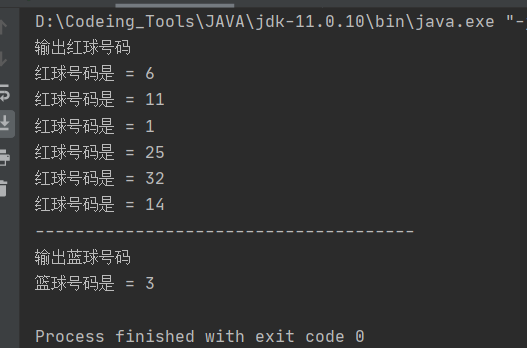 D:\Codeing_Tools\JAVA\jdk-11.0.10\bin\java.exe "-
输出红球号码
红球号码是 = 6
红球号码是 = 11
红球号码是 = 1
红球号码是 = 25
红球号码是 = 32
红球号码是 = 14
--------------------------------------
输出蓝球号码
篮球号码是 = 3
Process finished with exit code 0